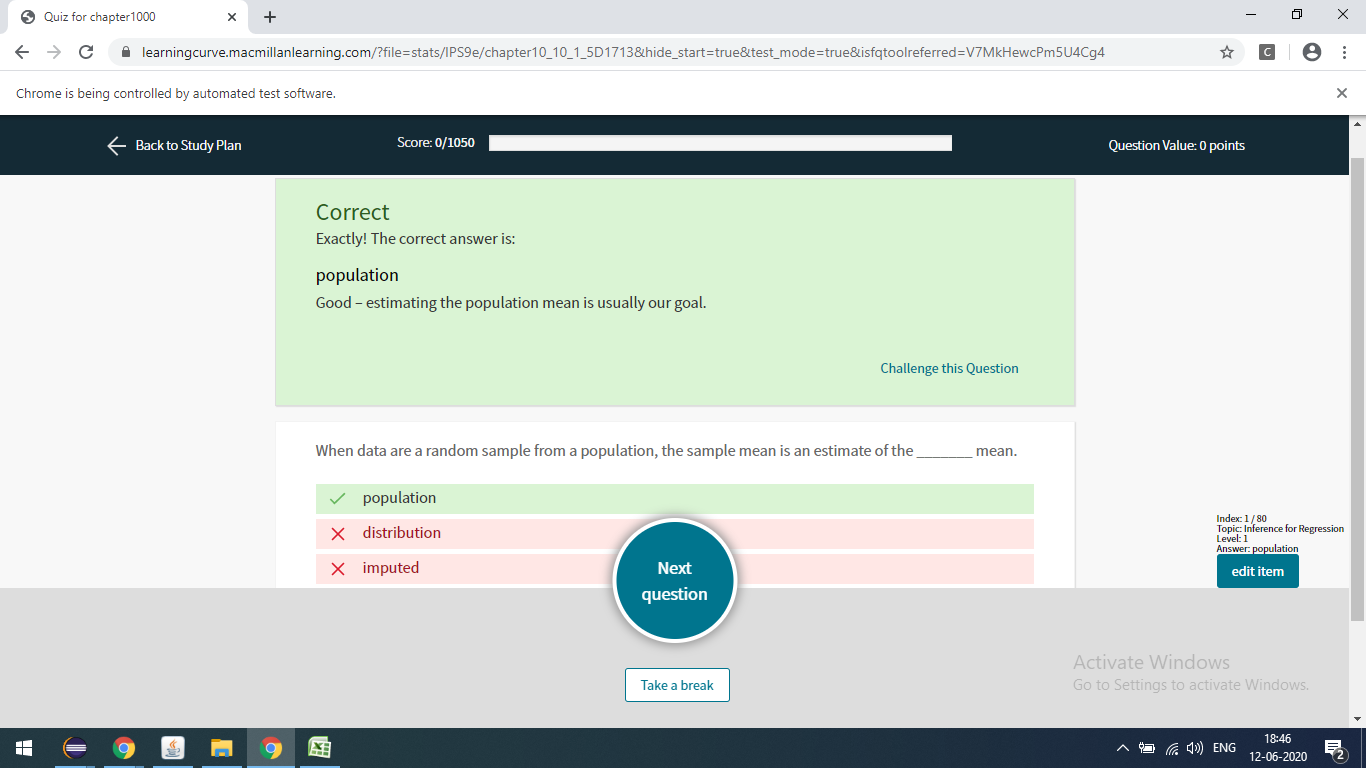 Quiz for chapter1000
learningcurve.macmillanlearning.com/?file=stats/IPS9e/chapter10_10_1_5D1713&hide_start=true&test_mode=true&isfqtoolreferred=V7MkHewcPm5U4Cg4
C
Chrome is being controlled by automated test software.
Back to Study Plan
Score: 0/1050
Question Value: 0 points
Correct
Exactly! The correct answer is:
population
Good – estimating the population mean is usually our goal.
Challenge this Question
When data are a random sample from a population, the sample mean is an estimate of the _______ mean.
population
distribution
imputed
Index: 1 / 80
Topic: Inference for Regression
Level: 1
Answer: population
edit item
Next
question
Take a break
Activate Windows
Go to Settings to activate Windows.
ENG
18:46
12-06-2020
2